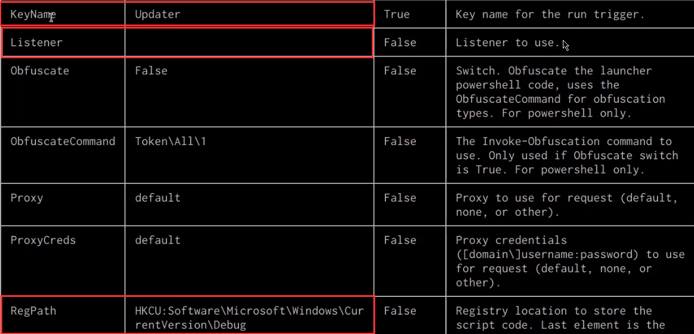 KeyName Updater True Key name for the run trigger.
Listener False Listener to use.
Obfuscate False False Switch. Obfuscate the launcher
powershell code, uses the
ObfuscateCommand for obfuscation
types. For powershell only.
ObfuscateCommand Token\All\1 False The Invoke-Obfuscation command to
use. Only used if Obfuscate switch
is True. For powershell only.
Proxy default False Proxy to use for request (default,
none, or other).
ProxyCreds default False Proxy credentials
([domain\]username:password) to use
for request (default, none, or
other).
RegPath HKCU:Software\Microsoft\Windows\Cur False Registry location to store the
rentVersion\Debug script code. Last element is the